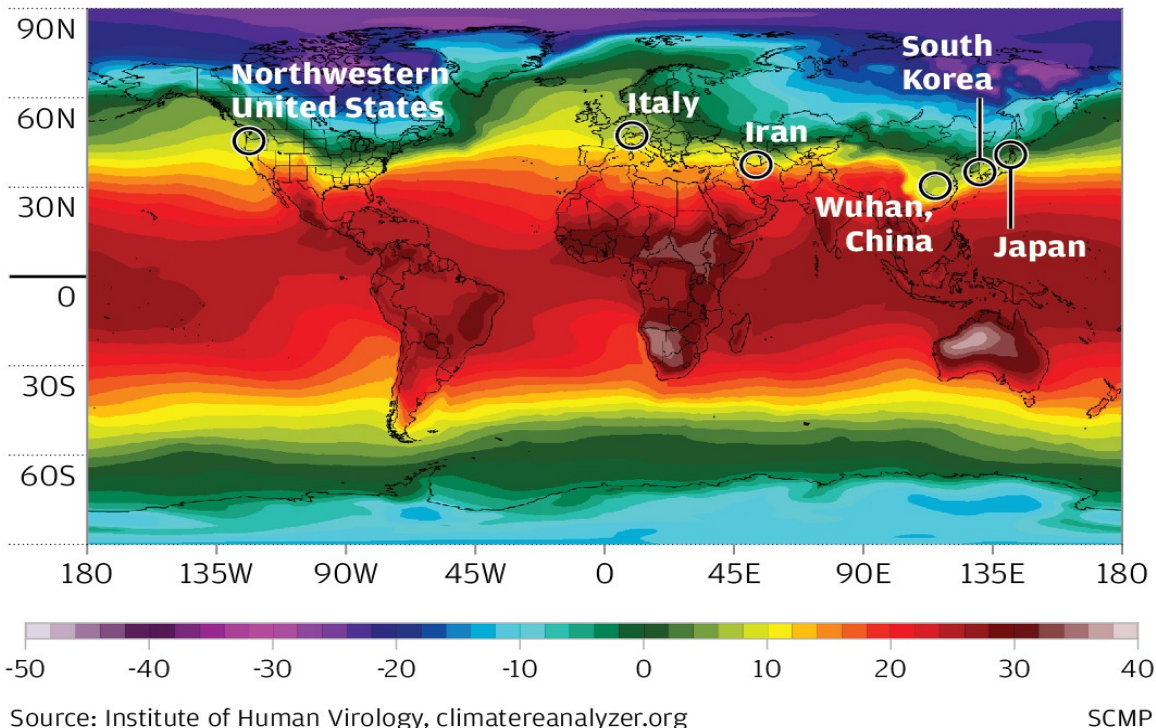 90N
60N
30N
0
30S
60S
Northwestern
United States
Italy
Iran
South
Korea
Wuhan,
China
Japan
180 135W 90W 45W 0 45E 90E 135E 180
-50 -40 -30 -20 -10 0 10 20 30 40
Source: Institute of Human Virology, climatereanalyzer.org
SCMP